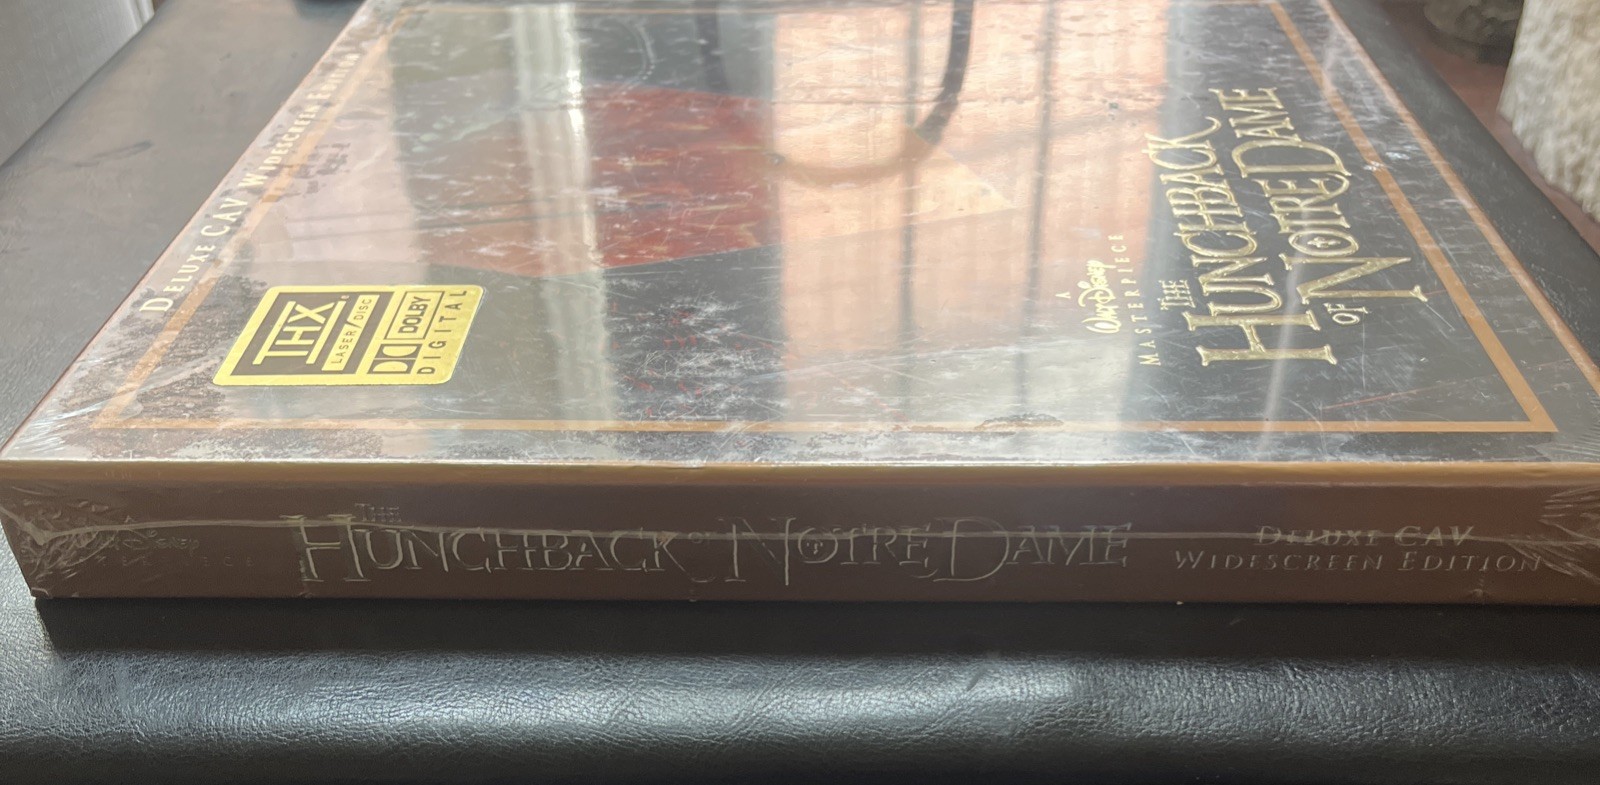 DELUXE CAV WIDESCREEN EDITION
THX
LASER/DISC
DOLBY
DIGITAL
A
WALT DISNEY
MASTERPIECE
THE
HUNCHBACK
OF NOTRE DAME
THE
HUNCHBACK OF NOTRE DAME
DELUXE CAV
WIDESCREEN EDITION